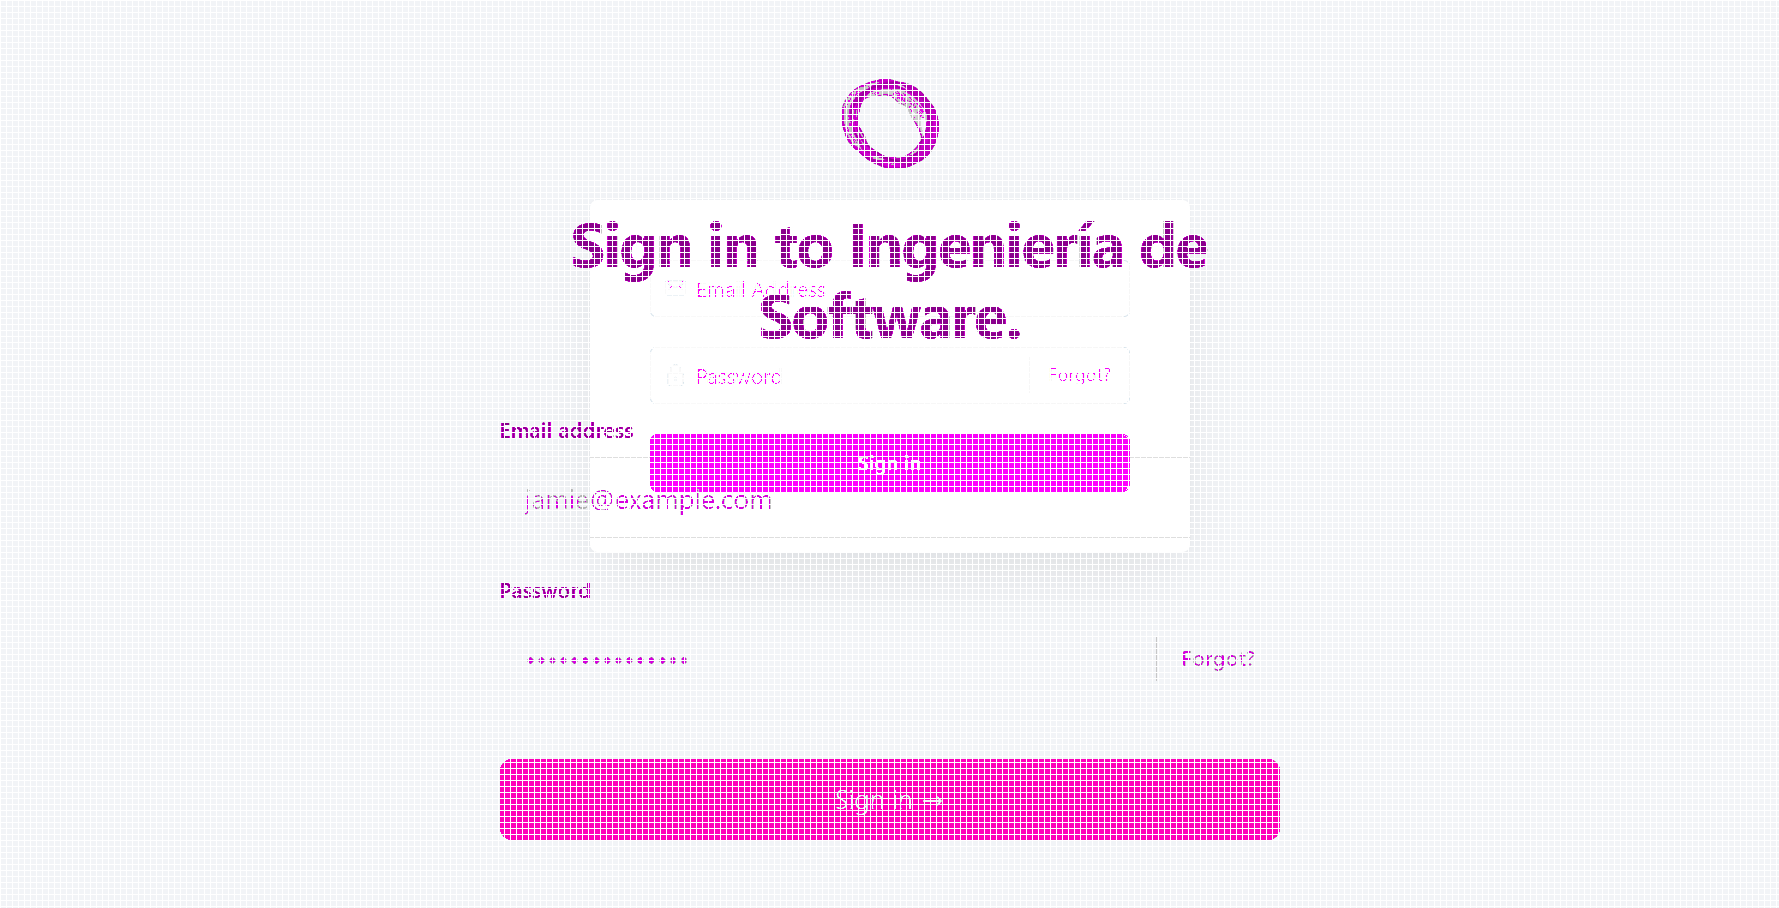 Sign in to Ingeniería de
Email Address
Software.
Password
Forgot?
Email address
Sign in
jamie@example.com
Password
Forgot?
Sign in →